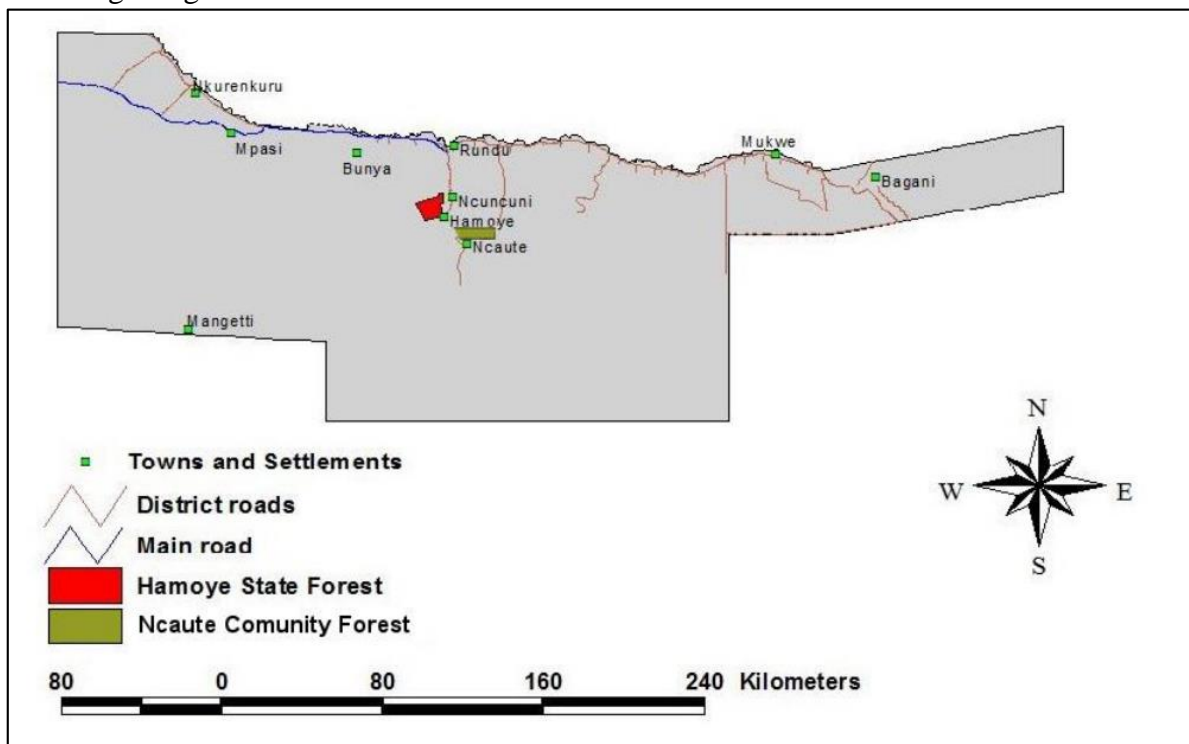 Nkurenkuru
Mpasi
Bunya
Rundu
Mukwe
Bagani
Ncuncuni
Hamoye
Ncaute
Mangetti
N
W E
S
Towns and Settlements
District roads
Main road
Hamoye State Forest
Ncaute Comunity Forest
80 0 80 160 240 Kilometers